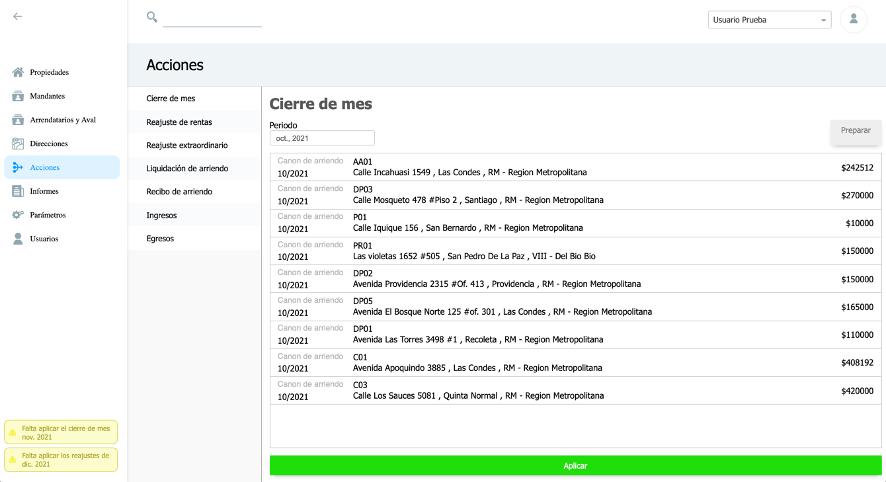 Usuario Prueba
Propiedades
Mandantes
Arrendatarios y Aval
Direcciones
Acciones
Informes
Parámetros
Usuarios
Falta aplicar el cierre de mes
nov. 2021
Falta aplicar los reajustes de
dic. 2021
Acciones
Cierre de mes
Reajuste de rentas
Reajuste extraordinario
Liquidación de arriendo
Recibo de arriendo
Ingresos
Egresos
Cierre de mes
Periodo
oct., 2021
Preparar
Canon de arriendo AA01
10/2021 Calle Incahuasi 1549 , Las Condes , RM - Region Metropolitana $242512
Canon de arriendo DP03
10/2021 Calle Mosqueto 478 #Piso 2 , Santiago , RM - Region Metropolitana $270000
Canon de arriendo P01
10/2021 Calle Iquique 156 , San Bernardo , RM - Region Metropolitana $10000
Canon de arriendo PR01
10/2021 Las violetas 1652 #505 , San Pedro De La Paz , VIII - Del Bio Bio $150000
Canon de arriendo DP02
10/2021 Avenida Providencia 2315 #Of. 413 , Providencia , RM - Region Metropolitana $150000
Canon de arriendo DP05
10/2021 Avenida El Bosque Norte 125 #of. 301 , Las Condes , RM - Region Metropolitana $165000
Canon de arriendo DP01
10/2021 Avenida Las Torres 3498 #1 , Recoleta , RM - Region Metropolitana $110000
Canon de arriendo C01
10/2021 Avenida Apoquindo 3885 , Las Condes , RM - Region Metropolitana $408192
Canon de arriendo C03
10/2021 Calle Los Sauces 5081 , Quinta Normal , RM - Region Metropolitana $420000
Aplicar